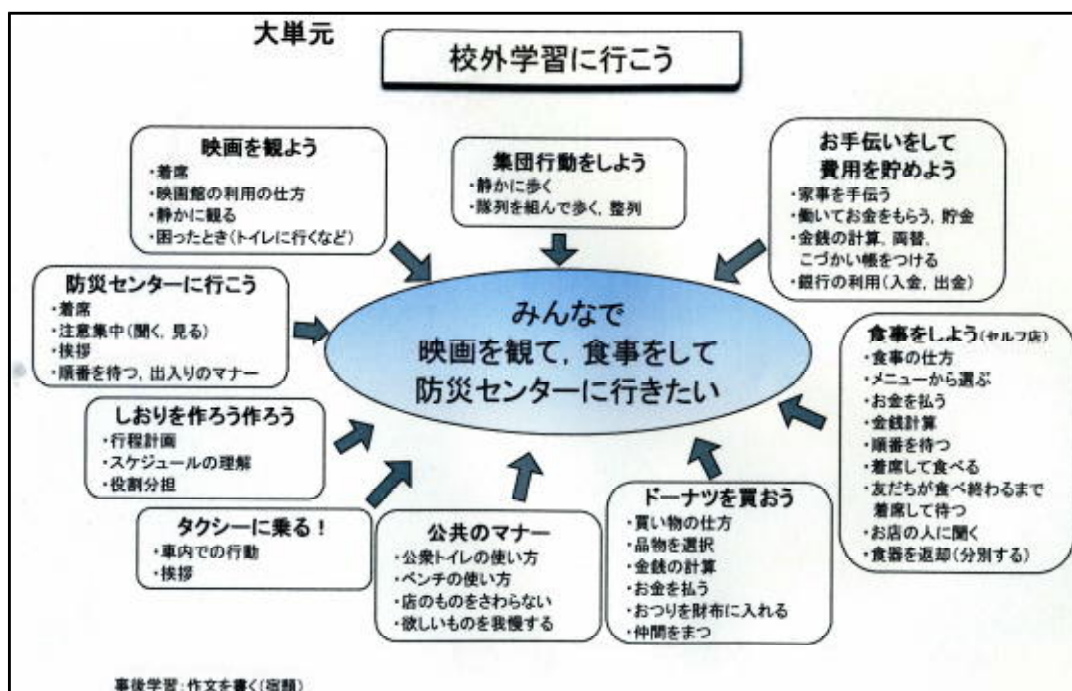 大単元
校外学習に行こう
映画を観よう
・着席
・映画館の利用の仕方
・静かに観る
・困ったとき(トイレに行くなど)
集団行動をしよう
・静かに歩く
・隊列を組んで歩く，整列
お手伝いをして
費用を貯めよう
・家事を手伝う
・働いてお金をもらう，貯金
・金銭の計算，両替，
こづかい帳をつける
・銀行の利用(入金，出金)
防災センターに行こう
・着席
・注意集中(聞く，見る)
・挨拶
・順番を待つ，出入りのマナー
みんなで
映画を観て，食事をして
防災センターに行きたい
食事をしよう(セルフ店)
・食事の仕方
・メニューから選ぶ
・お金を払う
・金銭計算
・順番を待つ
・着席して食べる
・友だちが食べ終わるまで
着席して待つ
・お店の人に聞く
・食器を返却(分別する)
しおりを作ろう作ろう
・行程計画
・スケジュールの理解
・役割分担
タクシーに乗る！
・車内での行動
・挨拶
公共のマナー
・公衆トイレの使い方
・ベンチの使い方
・店のものをさわらない
・欲しいものを我慢する
ドーナツを買おう
・買い物の仕方
・品物を選択
・金銭の計算
・お金を払う
・おつりを財布に入れる
・仲間をまつ
事後学習：作文を書く(宿題)